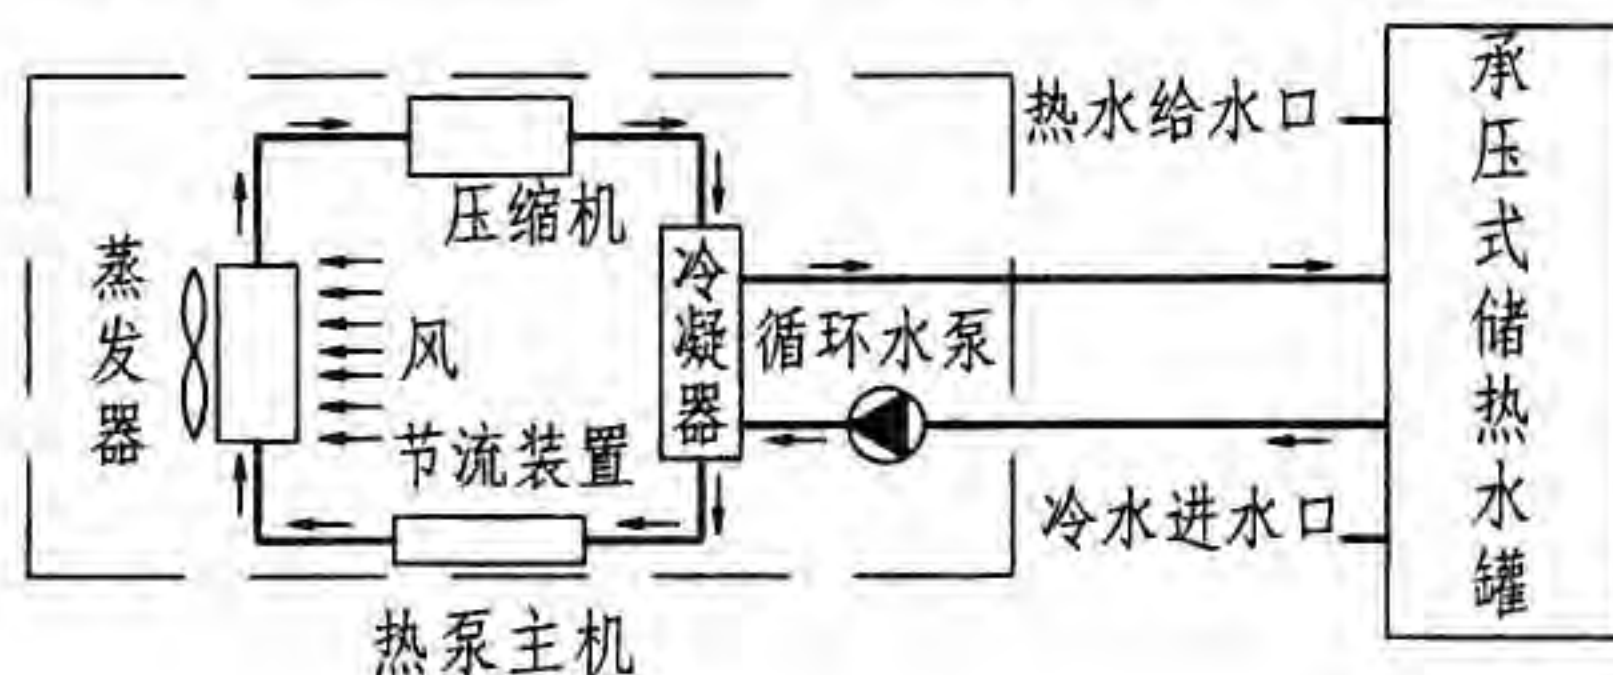 热水给水口
压缩机
蒸发器
冷凝器
承压式储热水罐
风
循环水泵
节流装置
冷水进水口
热泵主机